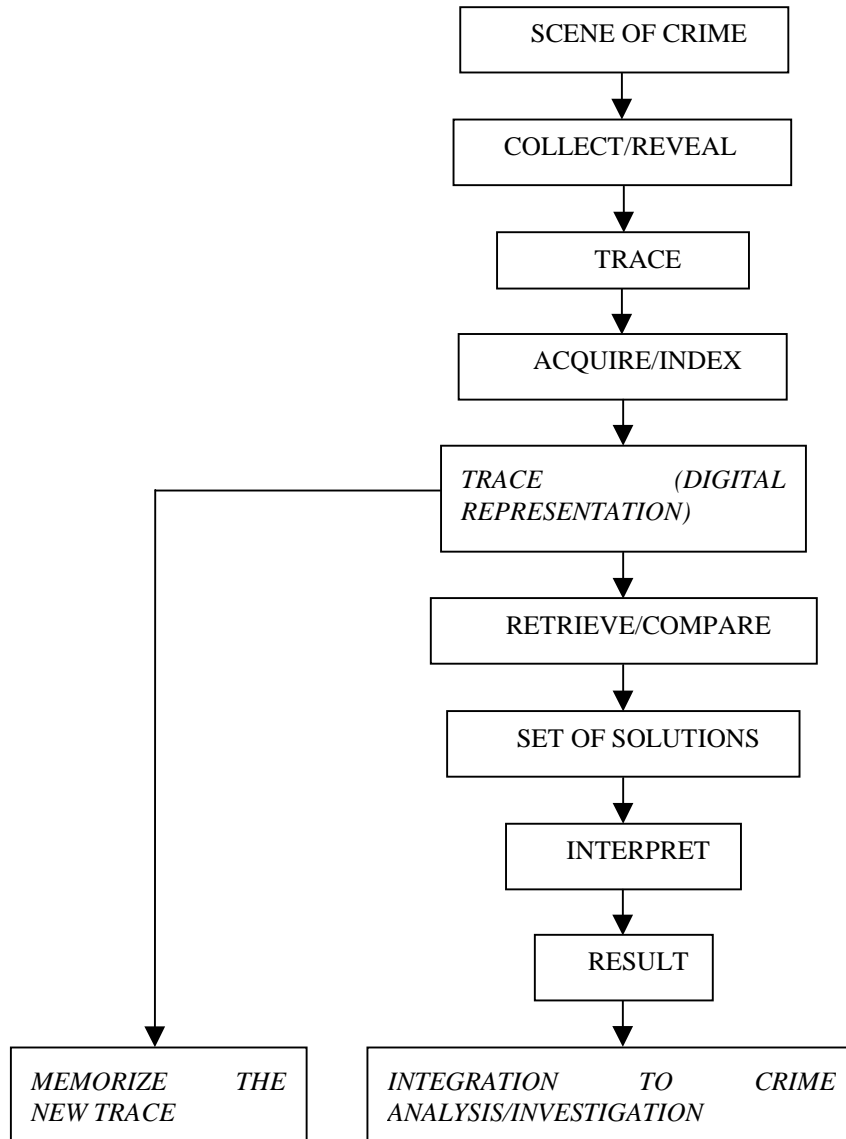 SCENE OF CRIME
COLLECT/REVEAL
TRACE
ACQUIRE/INDEX
TRACE (DIGITAL
REPRESENTATION)
RETRIEVE/COMPARE
SET OF SOLUTIONS
INTERPRET
RESULT
MEMORIZE THE
NEW TRACE
INTEGRATION TO CRIME
ANALYSIS/INVESTIGATION